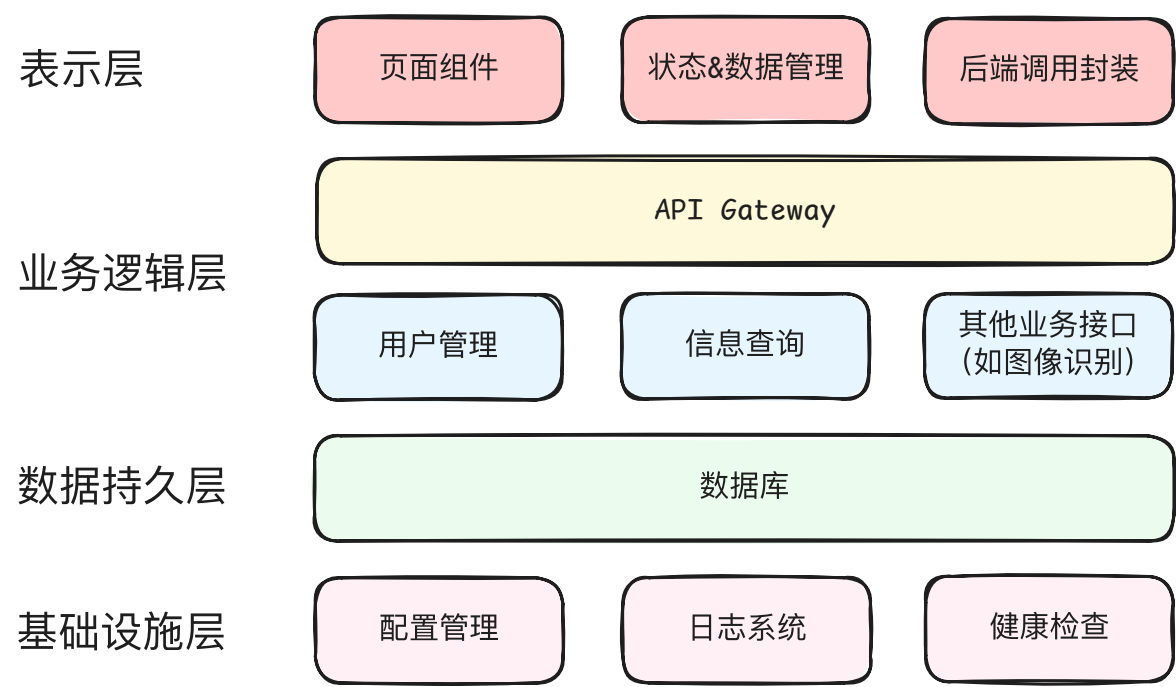 表示层
页面组件
状态&数据管理
后端调用封装
业务逻辑层
API Gateway
用户管理
信息查询
其他业务接口
(如图像识别)
数据持久层
数据库
基础设施层
配置管理
日志系统
健康检查